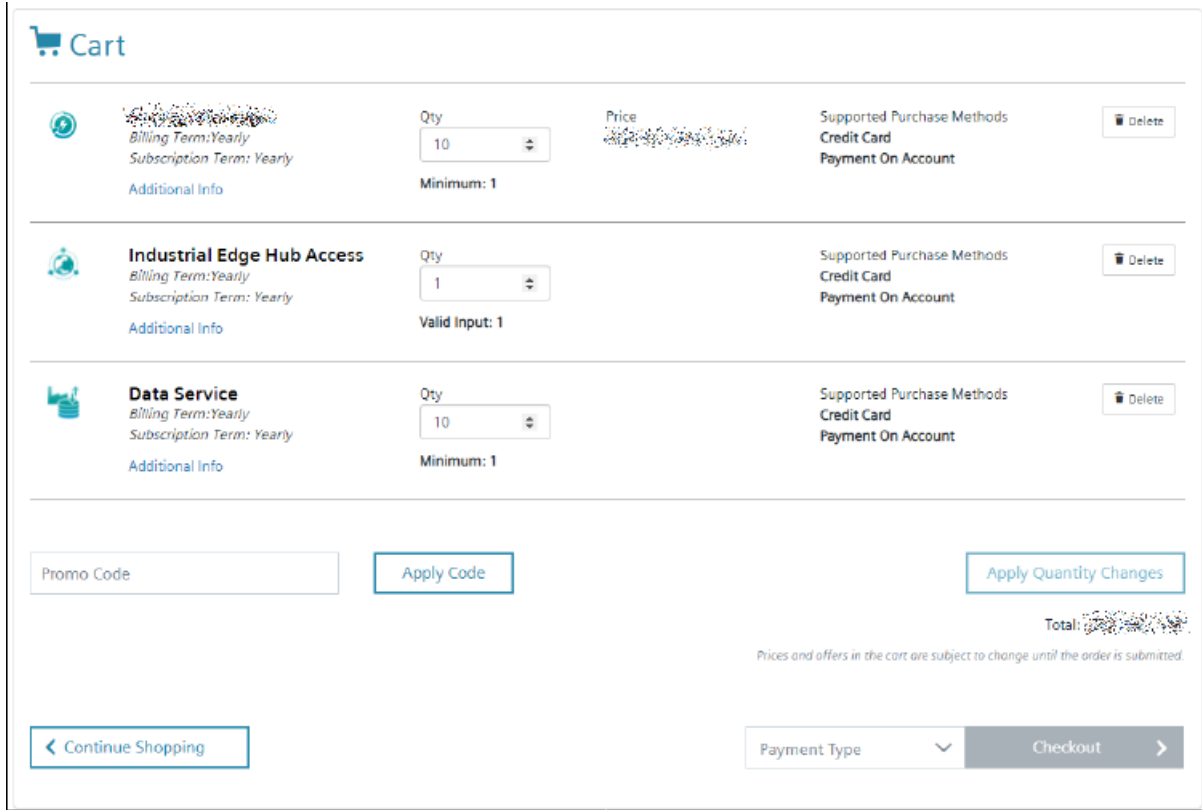 Cart
Qty
Price
Supported Purchase Methods
Delete
Billing Term:Yearly
10
Credit Card
Subscription Term: Yearly
Payment On Account
Additional Info
Minimum: 1
Industrial Edge Hub Access
Qty
Supported Purchase Methods
Delete
Billing Term:Yearly
1
Credit Card
Subscription Term: Yearly
Payment On Account
Additional Info
Valid Input: 1
Data Service
Qty
Supported Purchase Methods
Delete
Billing Term:Yearly
10
Credit Card
Subscription Term: Yearly
Payment On Account
Additional Info
Minimum: 1
Promo Code
Apply Code
Apply Quantity Changes
Total:
Prices and offers in the cart are subject to change until the order is submitted.
Continue Shopping
Payment Type
Checkout